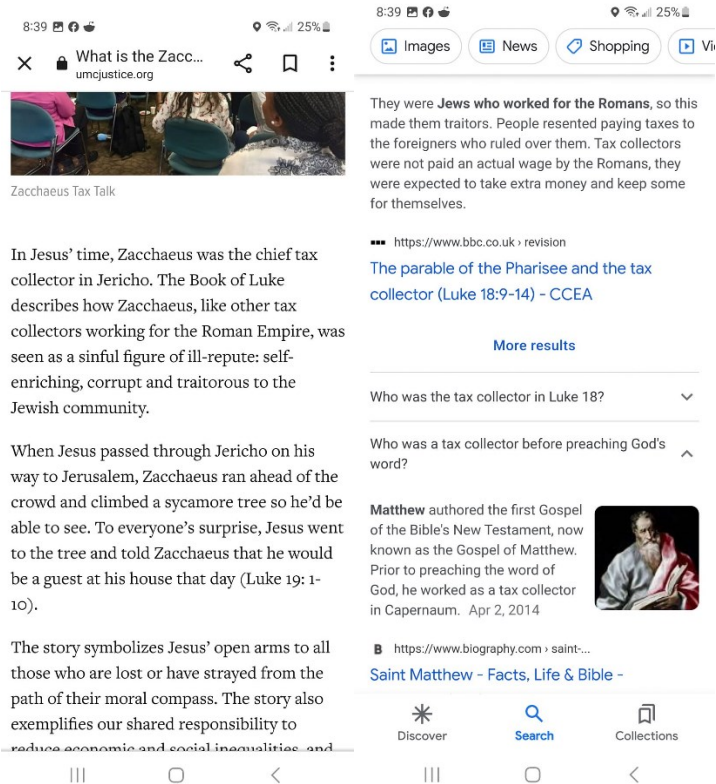 8:39
25%
What is the Zacc...
umcjustice.org
Zacchaeus Tax Talk
In Jesus’ time, Zacchaeus was the chief tax
collector in Jericho. The Book of Luke
describes how Zacchaeus, like other tax
collectors working for the Roman Empire, was
seen as a sinful figure of ill-repute: self-
enriching, corrupt and traitorous to the
Jewish community.
When Jesus passed through Jericho on his
way to Jerusalem, Zacchaeus ran ahead of the
crowd and climbed a sycamore tree so he’d be
able to see. To everyone’s surprise, Jesus went
to the tree and told Zacchaeus that he would
be a guest at his house that day (Luke 19: 1-
10).
The story symbolizes Jesus’ open arms to all
those who are lost or have strayed from the
path of their moral compass. The story also
exemplifies our shared responsibility to
reduce economic and social inequalities, and
8:39
25%
Images
News
Shopping
Vi
They were Jews who worked for the Romans, so this
made them traitors. People resented paying taxes to
the foreigners who ruled over them. Tax collectors
were not paid an actual wage by the Romans, they
were expected to take extra money and keep some
for themselves.
https://www.bbc.co.uk › revision
The parable of the Pharisee and the tax
collector (Luke 18:9-14) - CCEA
More results
Who was the tax collector in Luke 18?
Who was a tax collector before preaching God's
word?
Matthew authored the first Gospel
of the Bible's New Testament, now
known as the Gospel of Matthew.
Prior to preaching the word of
God, he worked as a tax collector
in Capernaum. Apr 2, 2014
B https://www.biography.com › saint-...
Saint Matthew - Facts, Life & Bible -
Discover
Search
Collections